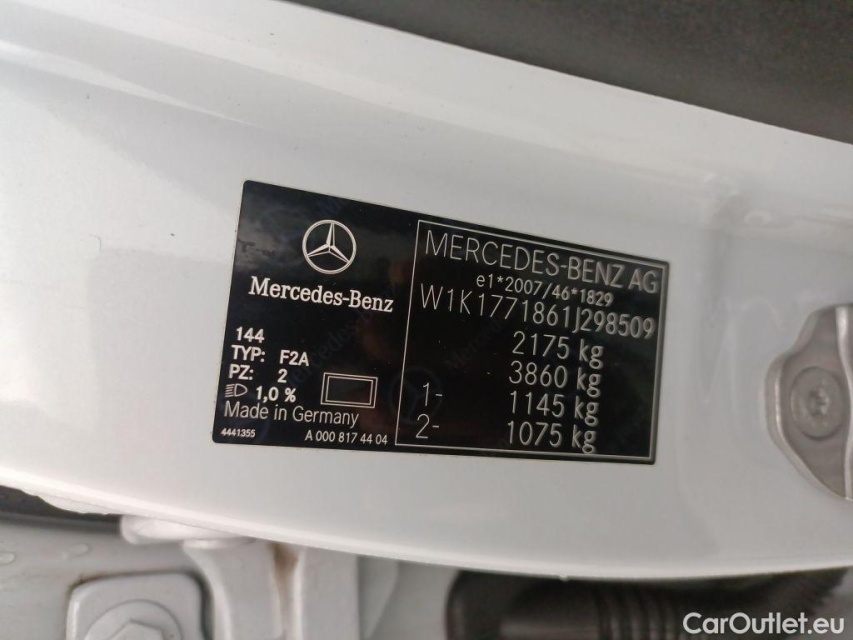 Mercedes-Benz
144
TYP: F2A
PZ: 2
1,0 %
Made in Germany
4441355 A 000 817 44 04
MERCEDES-BENZ AG
e1*2007/46*1829
W1K1771861J298509
2175 kg
3860 kg
1- 1145 kg
2- 1075 kg
CarOutlet.eu